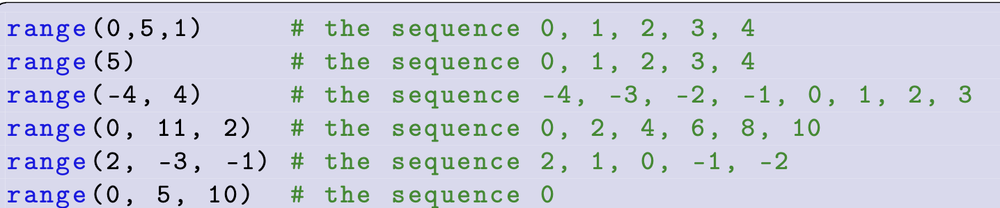 range(0,5,1)      # the sequence 0, 1, 2, 3, 4
range(5)          # the sequence 0, 1, 2, 3, 4
range(-4, 4)      # the sequence -4, -3, -2, -1, 0, 1, 2, 3
range(0, 11, 2)   # the sequence 0, 2, 4, 6, 8, 10
range(2, -3, -1)  # the sequence 2, 1, 0, -1, -2
range(0, 5, 10)   # the sequence 0